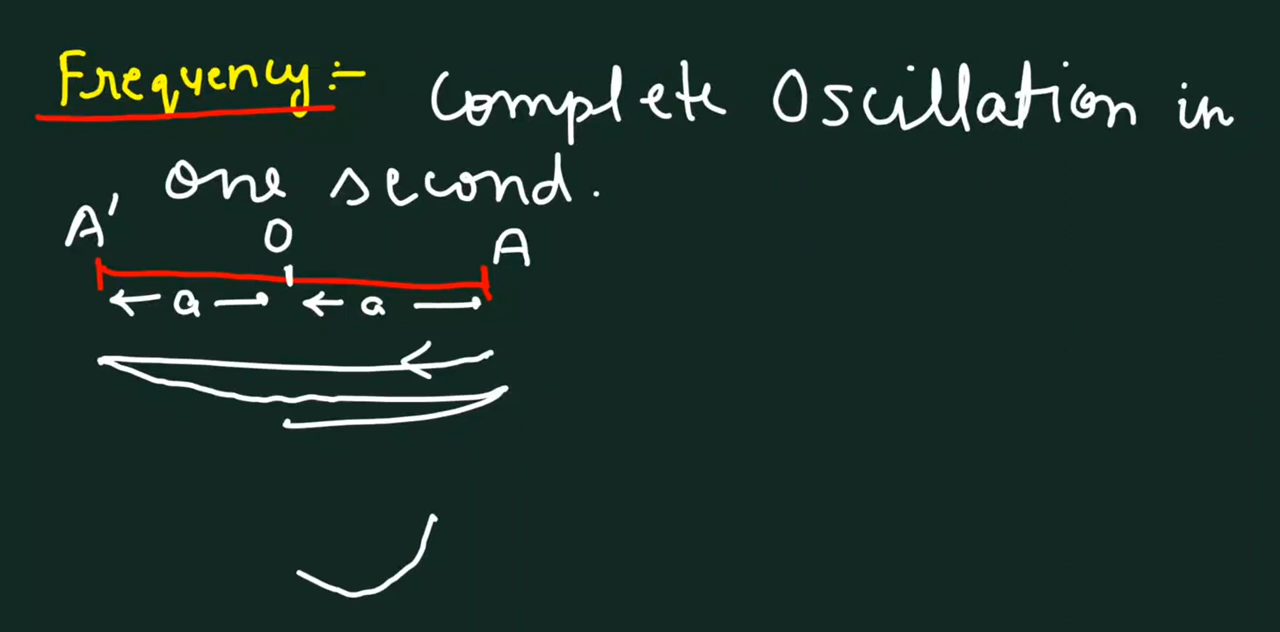 Frequency:- Complete Oscillation in
one second.
A' O A
← a → ← a →